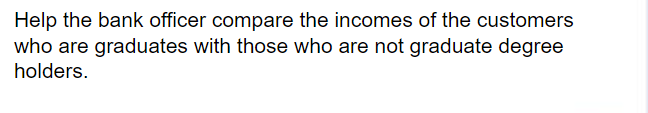 Help the bank officer compare the incomes of the customers
who are graduates with those who are not graduate degree
holders.